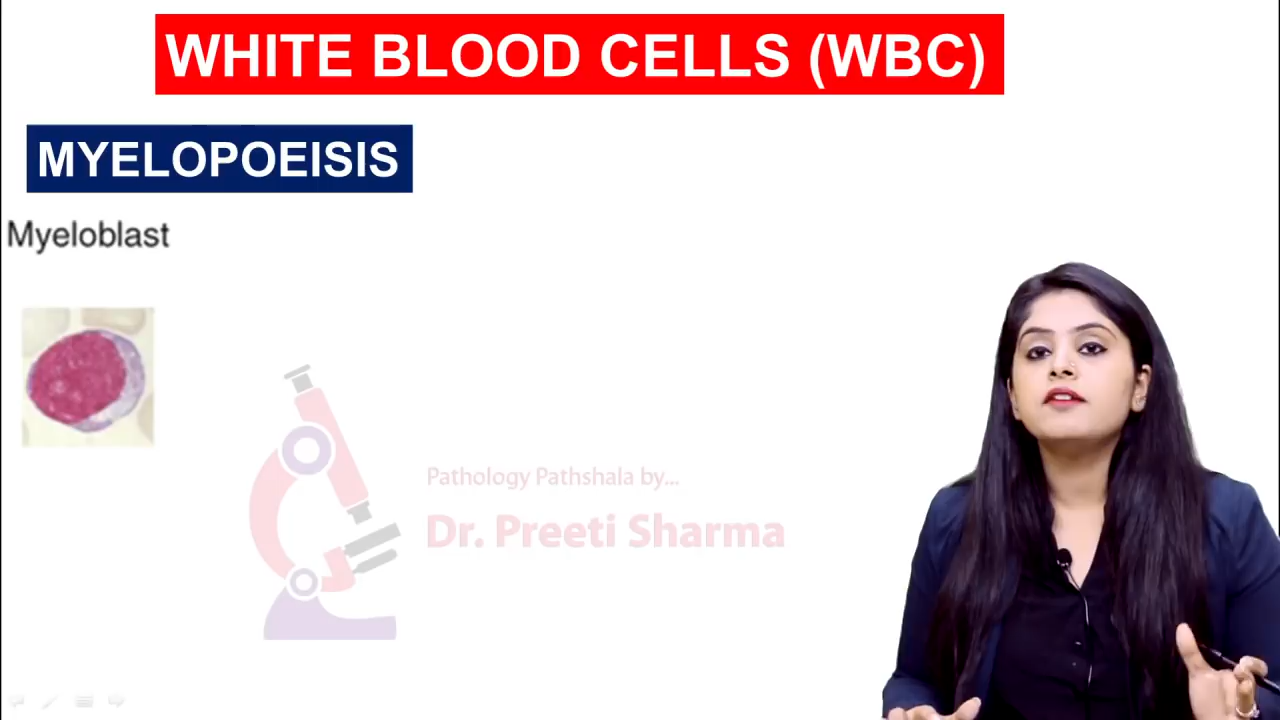 WHITE BLOOD CELLS (WBC)
MYELOPOEISIS
Myeloblast
Pathology Pathshala by...
Dr. Preeti Sharma